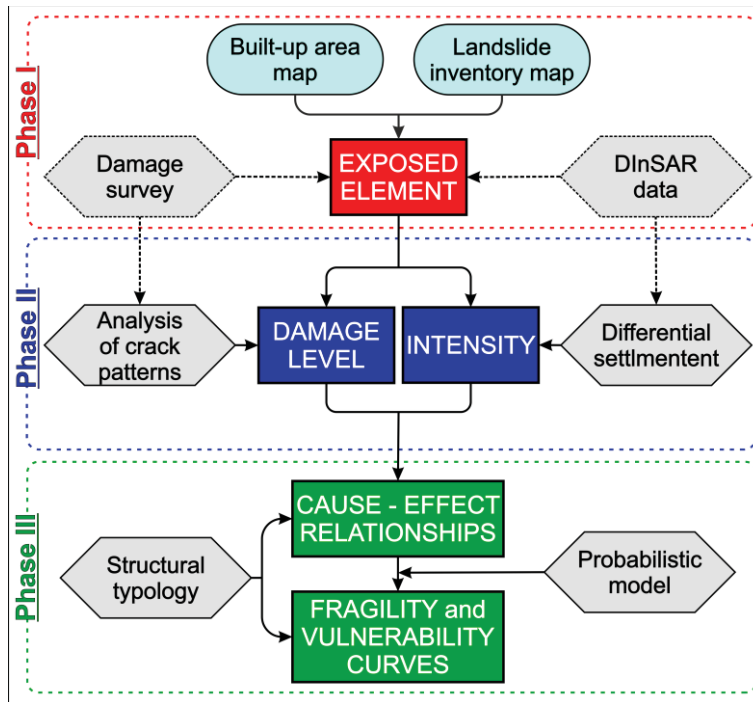 Phase I
Built-up area
map
Landslide
inventory map
Damage
survey
EXPOSED
ELEMENT
DInSAR
data
Phase II
Analysis
of crack
patterns
DAMAGE
LEVEL
INTENSITY
Differential
setlmentent
Phase III
CAUSE - EFFECT
RELATIONSHIPS
Structural
typology
Probabilistic
model
FRAGILITY and
VULNERABILITY
CURVES